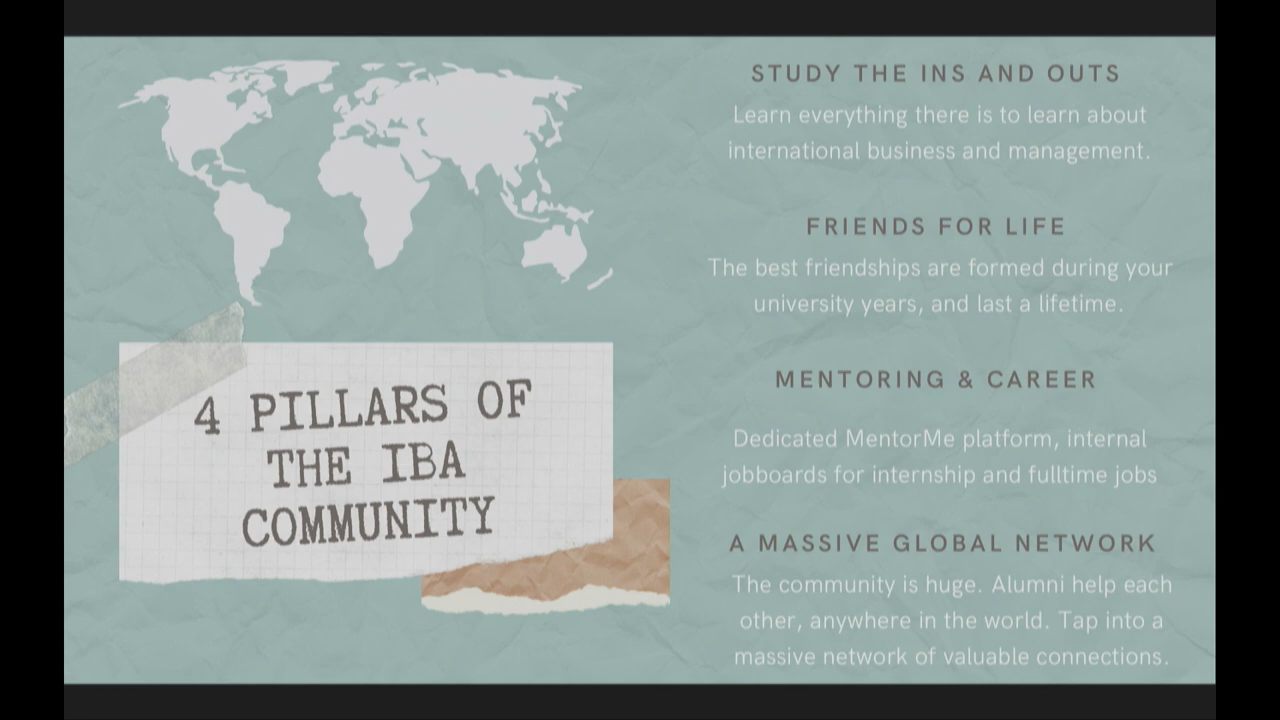 4 PILLARS OF
THE IBA
COMMUNITY
STUDY THE INS AND OUTS
Learn everything there is to learn about
international business and management.
FRIENDS FOR LIFE
The best friendships are formed during your
university years, and last a lifetime.
MENTORING & CAREER
Dedicated MentorMe platform, internal
jobboards for internship and fulltime jobs
A MASSIVE GLOBAL NETWORK
The community is huge. Alumni help each
other, anywhere in the world. Tap into a
massive network of valuable connections.